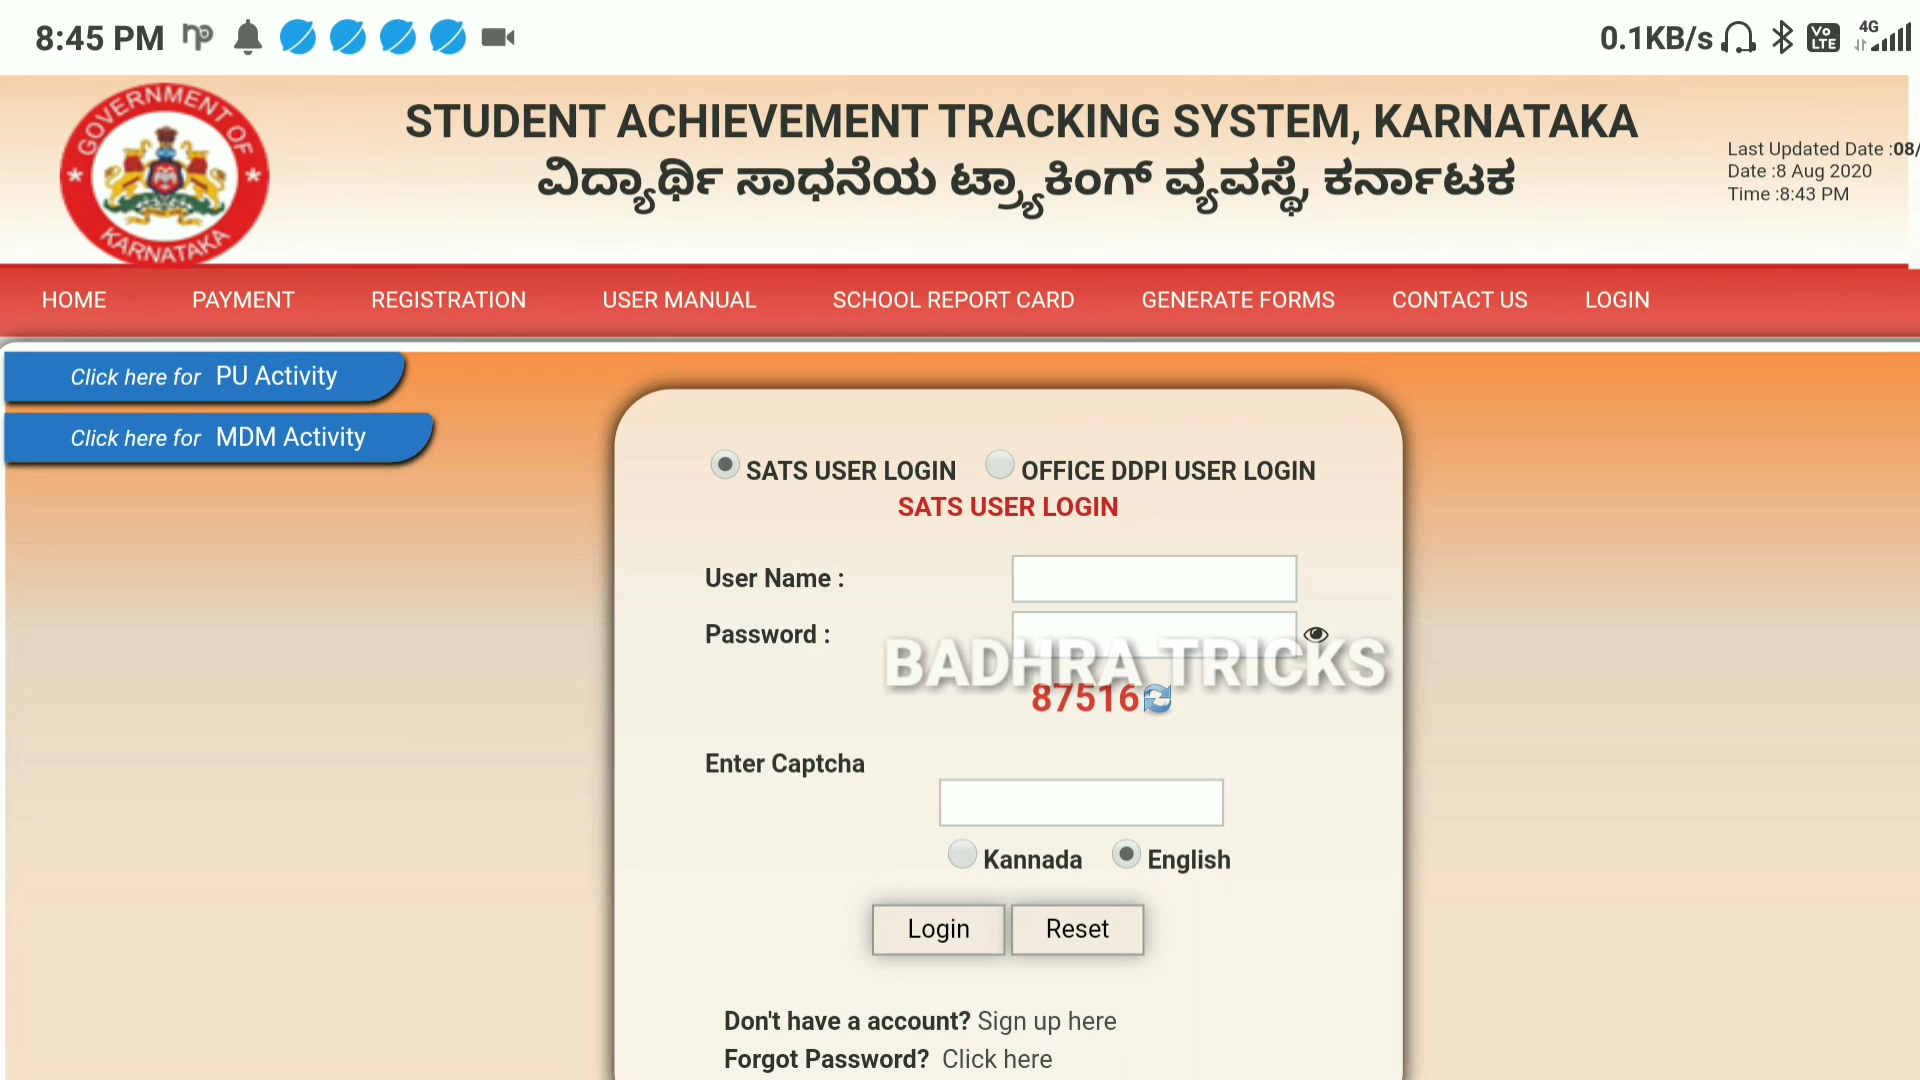 8:45 PM
0.1KB/s
Vo LTE
4G
GOVERNMENT OF
KARNATAKA
STUDENT ACHIEVEMENT TRACKING SYSTEM, KARNATAKA
ವಿದ್ಯಾರ್ಥಿ ಸಾಧನೆಯ ಟ್ರ್ಯಾಕಿಂಗ್ ವ್ಯವಸ್ಥೆ, ಕರ್ನಾಟಕ
Last Updated Date :08/
Date :8 Aug 2020
Time :8:43 PM
HOME PAYMENT REGISTRATION USER MANUAL SCHOOL REPORT CARD GENERATE FORMS CONTACT US LOGIN
Click here for PU Activity
Click here for MDM Activity
SATS USER LOGIN OFFICE DDPI USER LOGIN
SATS USER LOGIN
User Name :
Password :
BADHRA TRICKS
87516
Enter Captcha
Kannada English
Login Reset
Don't have a account? Sign up here
Forgot Password? Click here